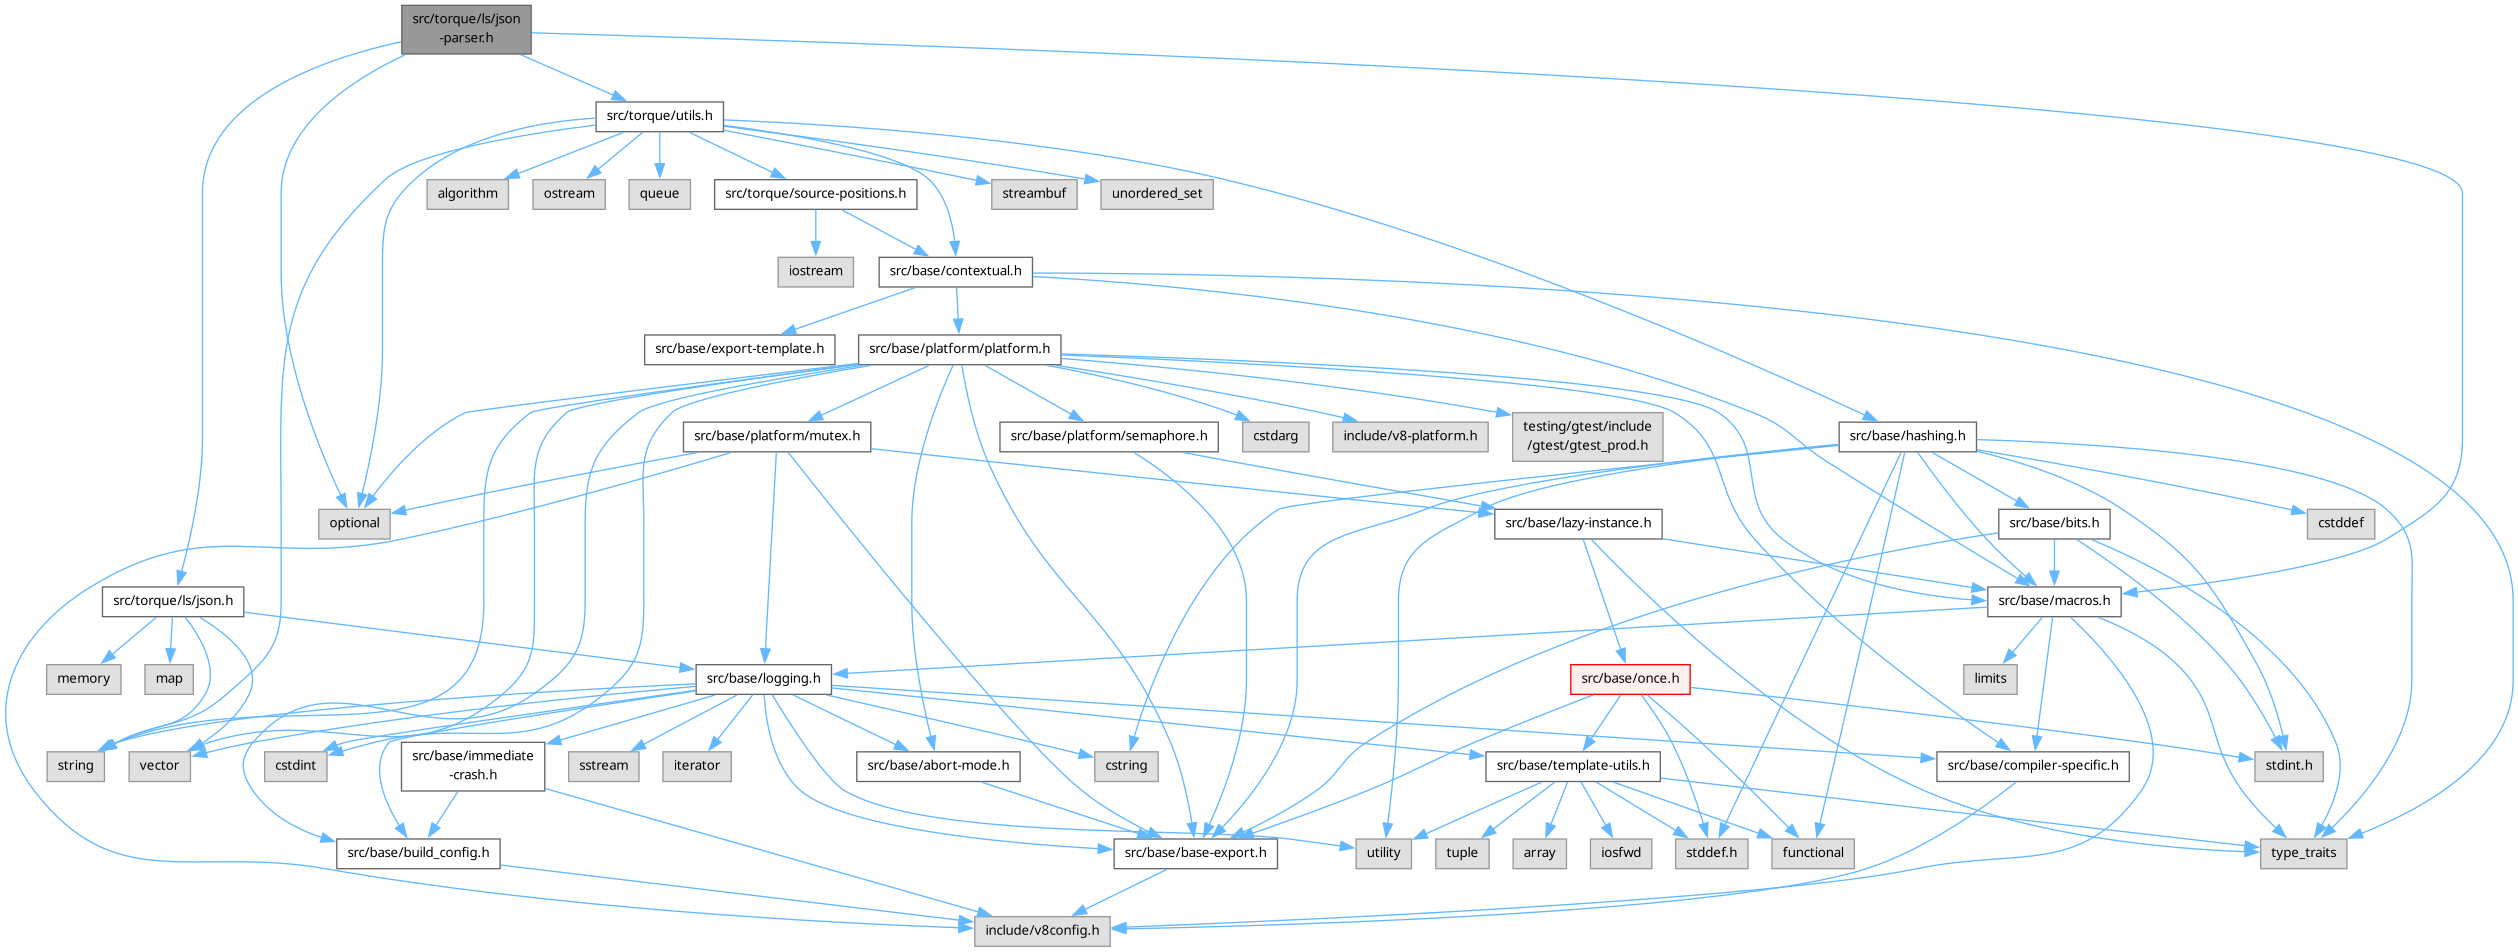 src/torque/ls/json
-parser.h
src/torque/utils.h
algorithm
ostream
queue
src/torque/source-positions.h
streambuf
unordered_set
iostream
src/base/contextual.h
src/base/export-template.h
src/base/platform/platform.h
src/base/platform/mutex.h
src/base/platform/semaphore.h
cstdarg
include/v8-platform.h
testing/gtest/include
/gtest/gtest_prod.h
src/base/hashing.h
optional
src/base/lazy-instance.h
src/base/bits.h
cstddef
src/torque/ls/json.h
src/base/macros.h
memory
map
src/base/logging.h
src/base/once.h
limits
string
vector
cstdint
src/base/immediate
-crash.h
sstream
iterator
src/base/abort-mode.h
cstring
src/base/template-utils.h
src/base/compiler-specific.h
stdint.h
src/base/build_config.h
src/base/base-export.h
utility
tuple
array
iosfwd
stddef.h
functional
type_traits
include/v8config.h